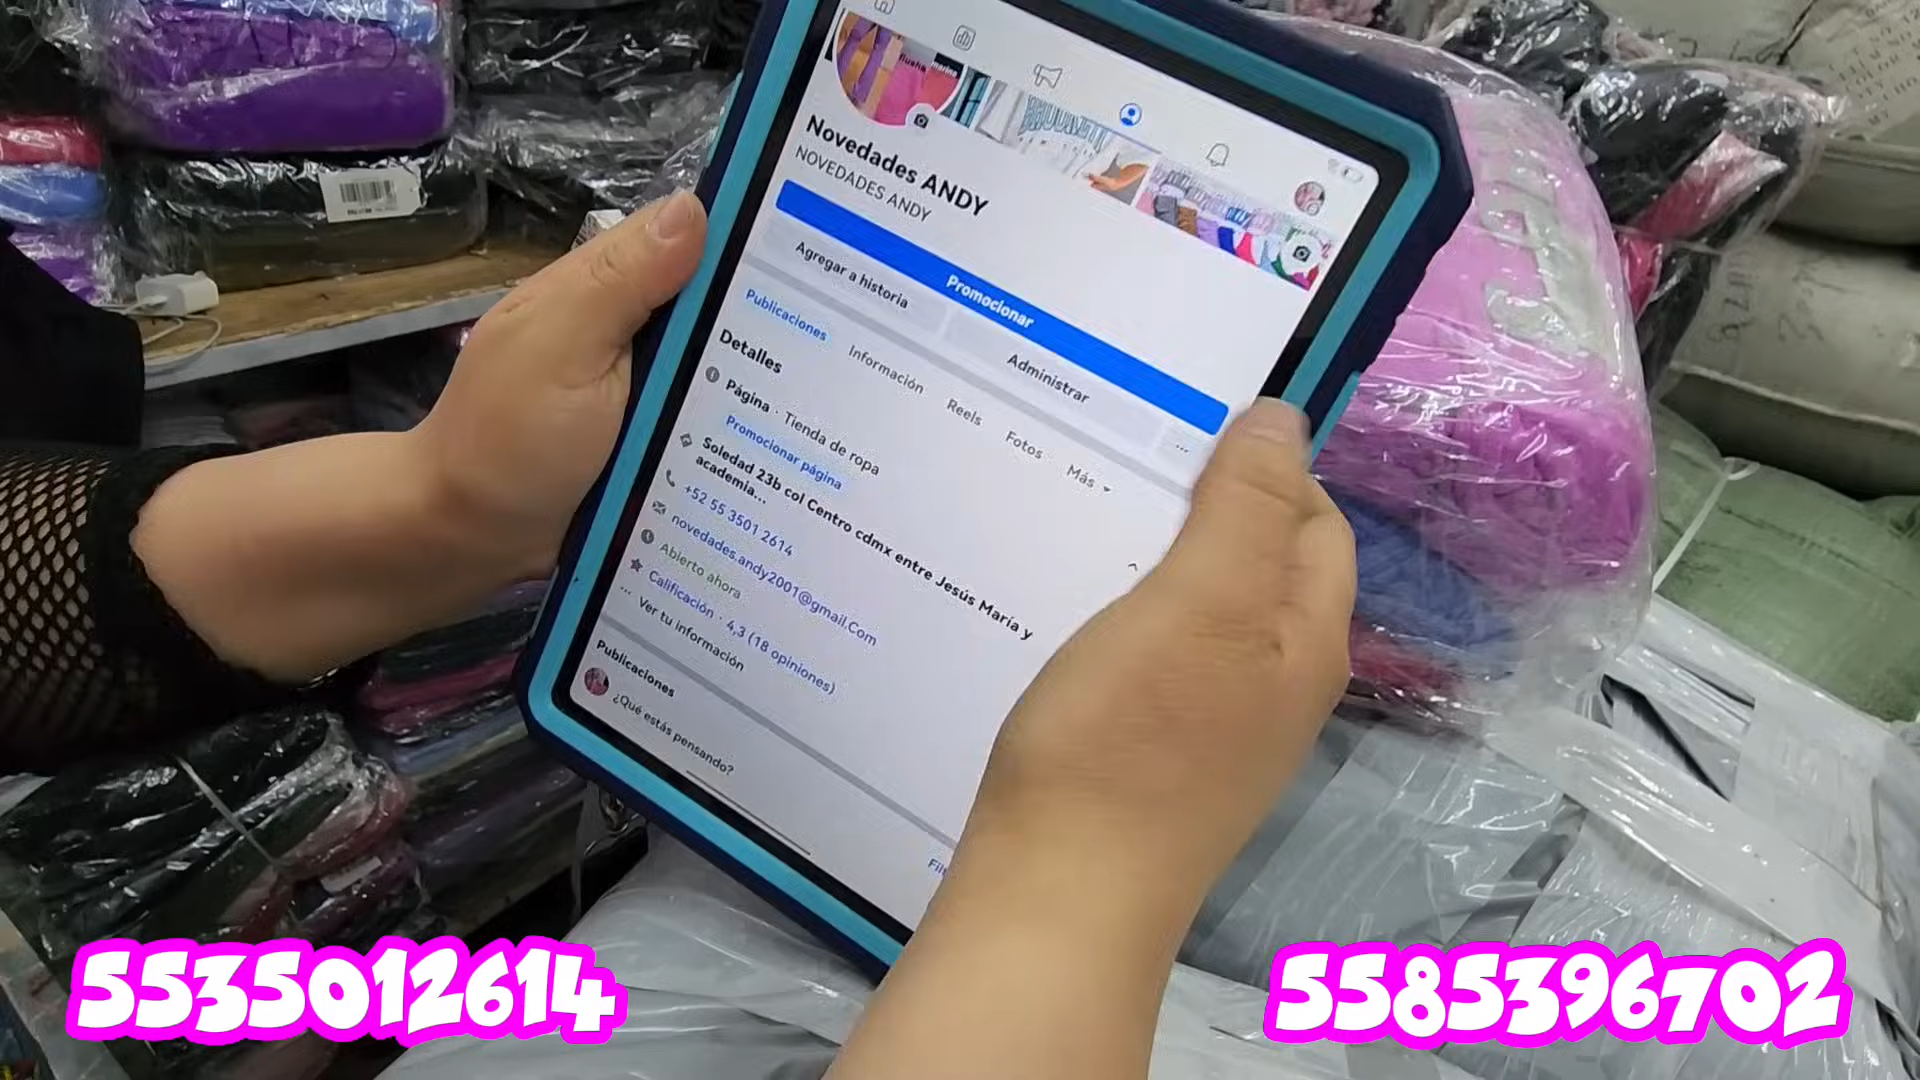 Novedades ANDY
NOVEDADES ANDY
Promocionar
Agregar a historia
Administrar
...
Publicaciones
Información
Reels
Fotos
Más
Detalles
Página · Tienda de ropa
Promocionar página
Soledad 23b col Centro cdmx entre Jesús María y
academia...
+52 55 3501 2614
novedades.andy2001@gmail.Com
Abierto ahora
Calificación · 4,3 (18 opiniones)
... Ver tu información
Publicaciones
¿Qué estás pensando?
5535012614
5585396702